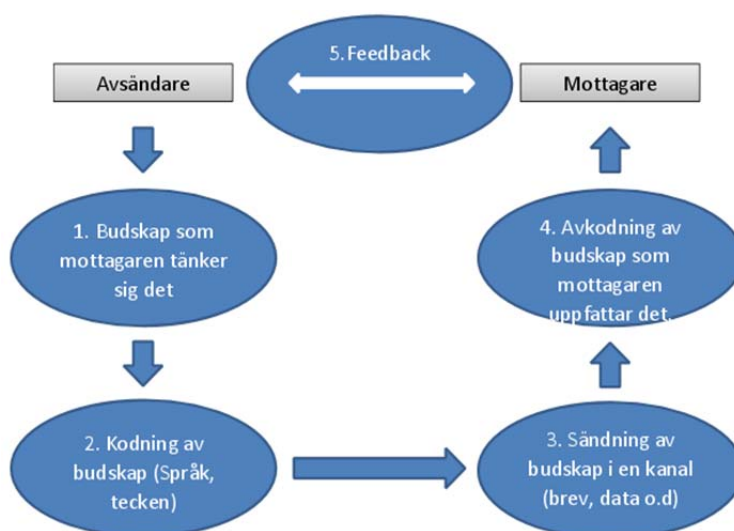 5.Feedback
Avsändare
Mottagare
1. Budskap som
mottagaren tänker
sig det
4. Avkodning av
budskap som
mottagaren
uppfattar det.
2. Kodning av
budskap (Språk,
tecken)
3. Sändning av
budskap i en kanal
(brev, data o.d)